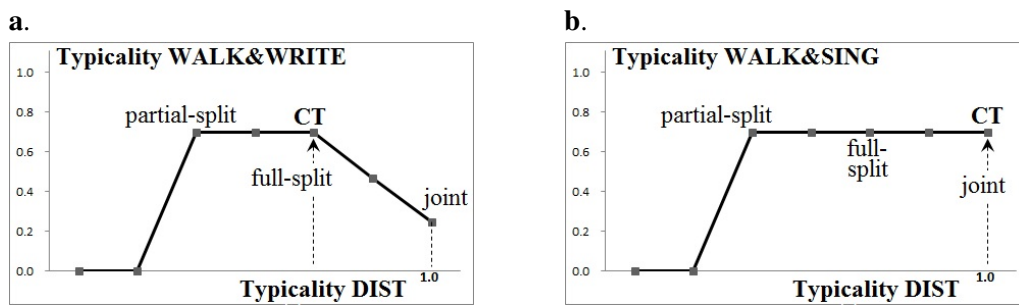 a.
Typicality WALK&WRITE
1.0
0.8
0.6
0.4
0.2
0.0
partial-split
CT
full-split
joint
1.0
Typicality DIST
b.
Typicality WALK&SING
1.0
0.8
0.6
0.4
0.2
0.0
partial-split
CT
full-
split
joint
1.0
Typicality DIST